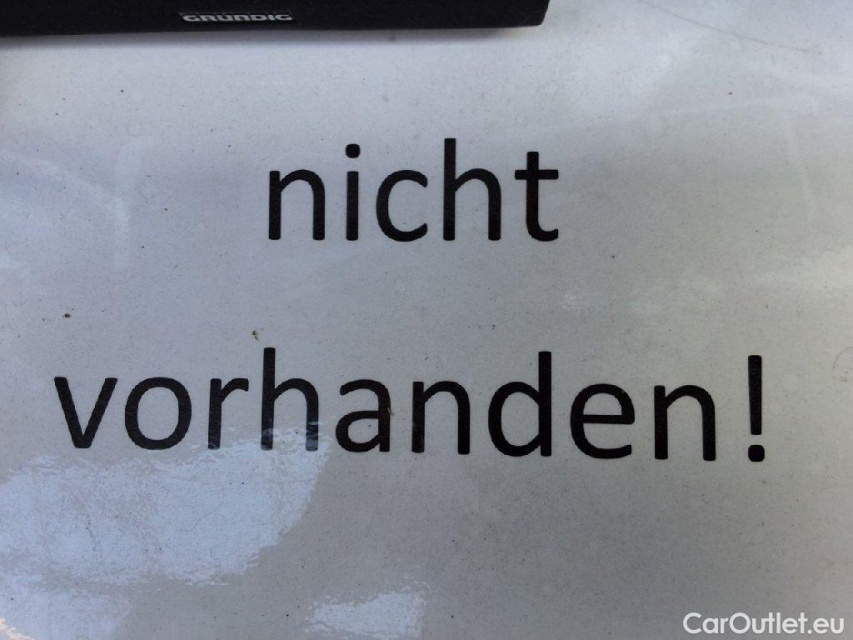 GRUNDIG
nicht
vorhanden!
CarOutlet.eu